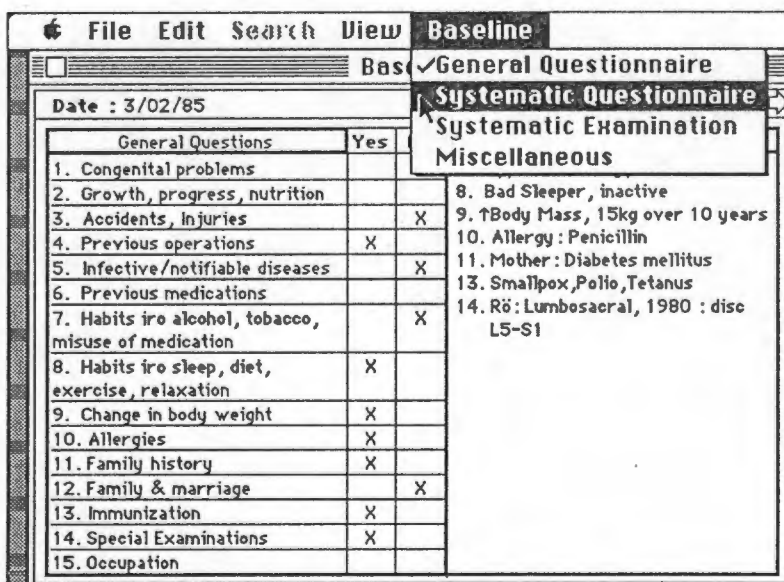 File Edit Search View Baseline
Bas
✓General Questionnaire
Systematic Questionnaire
Systematic Examination
Miscellaneous
Date : 3/02/85
General Questions Yes
1. Congenital problems
2. Growth, progress, nutrition
3. Accidents, Injuries X
4. Previous operations X
5. Infective/notifiable diseases X
6. Previous medications
7. Habits iro alcohol, tobacco, X
misuse of medication
8. Habits iro sleep, diet, X
exercise, relaxation
9. Change in body weight X
10. Allergies X
11. Family history X
12. Family & marriage X
13. Immunization X
14. Special Examinations X
15. Occupation
8. Bad Sleeper, inactive
9. ↑Body Mass, 15kg over 10 years
10. Allergy : Penicillin
11. Mother : Diabetes mellitus
13. Smallpox,Polio,Tetanus
14. Rö: Lumbosacral, 1980 : disc
L5-S1